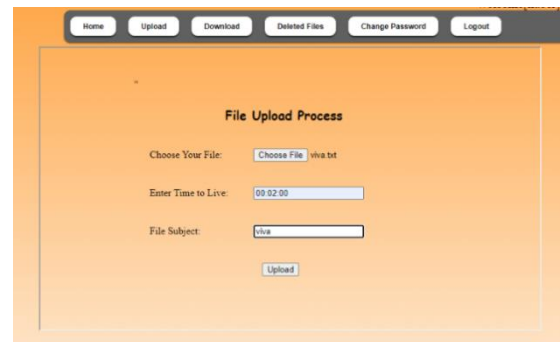 Home Upload Download Deleted Files Change Password Logout
File Upload Process
Choose Your File: Choose File viva.txt
Enter Time to Live: 00:02:00
File Subject: viva
Upload